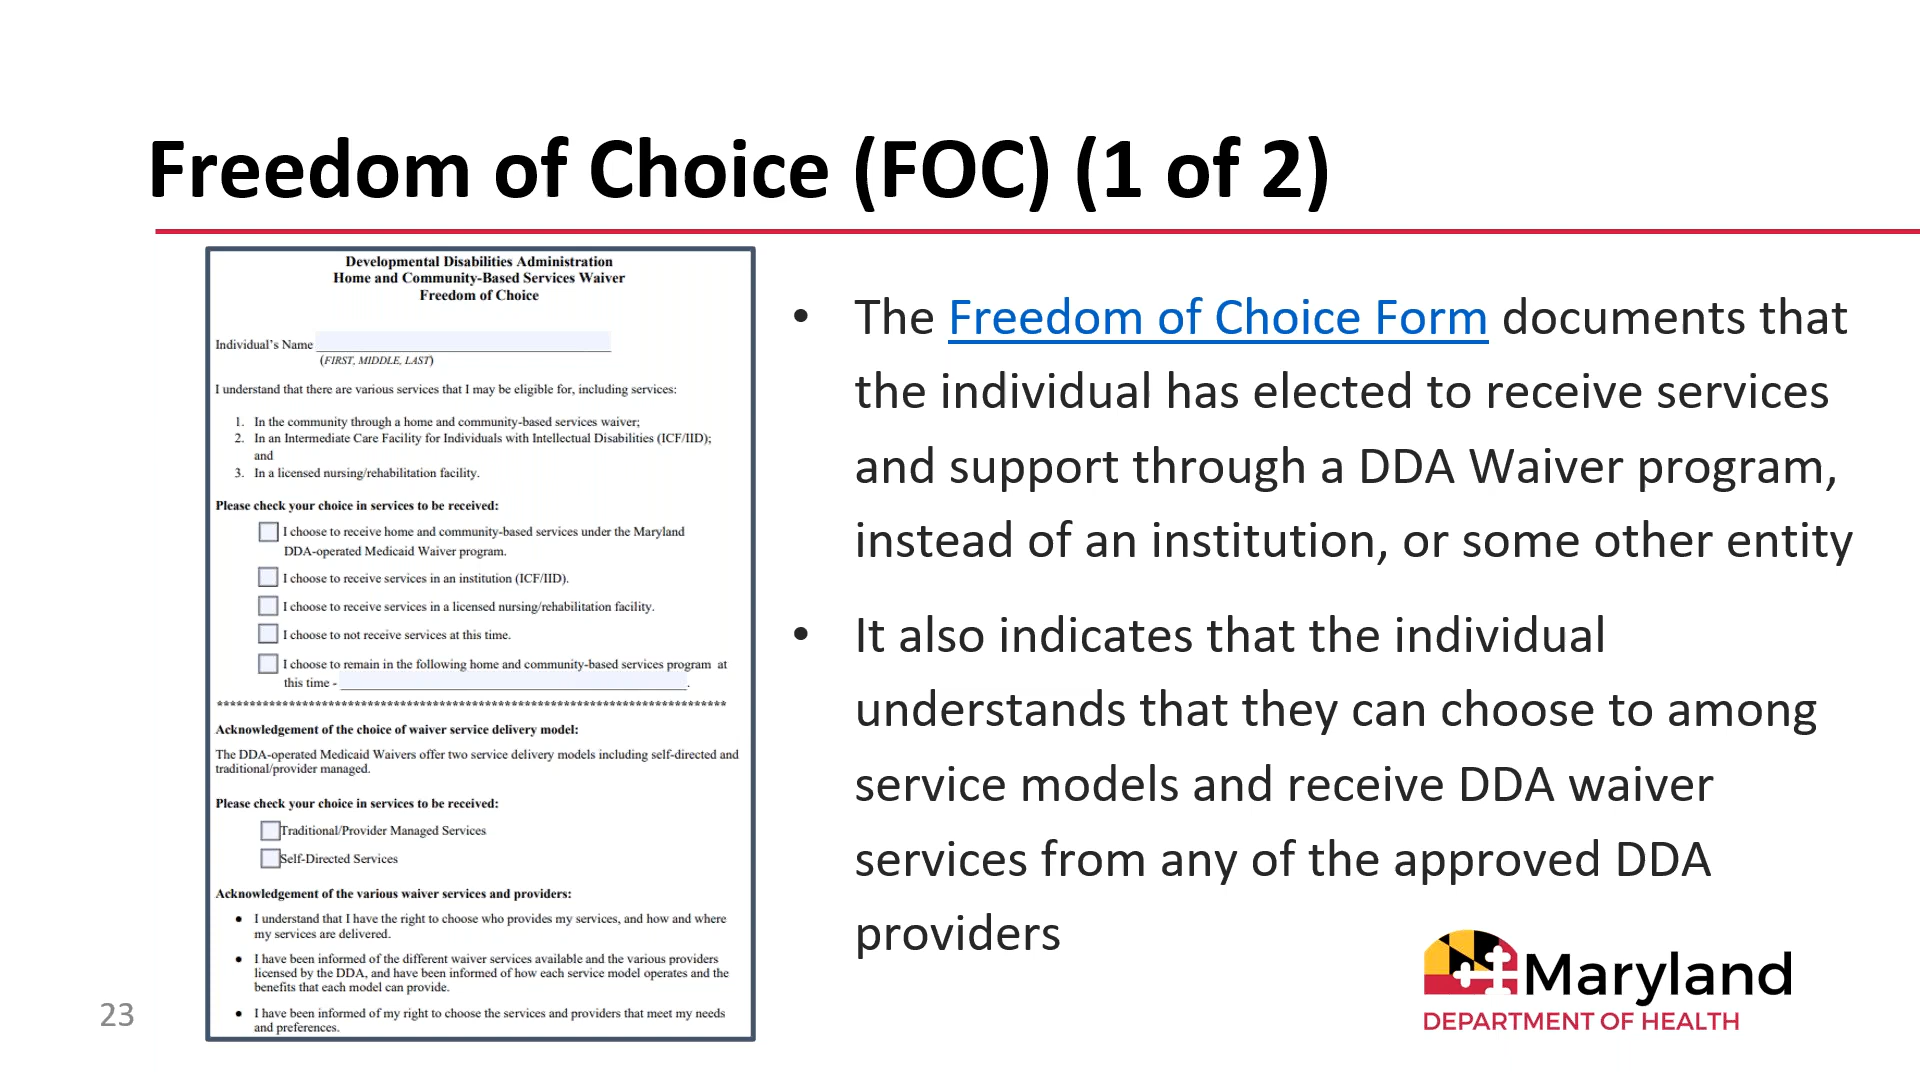 Freedom of Choice (FOC) (1 of 2)
Developmental Disabilities Administration
Home and Community-Based Services Waiver
Freedom of Choice
Individual's Name
(FIRST, MIDDLE, LAST)
I understand that there are various services that I may be eligible for, including services:
1. In the community through a home and community-based services waiver;
2. In an Intermediate Care Facility for Individuals with Intellectual Disabilities (ICF/IID);
and
3. In a licensed nursing/rehabilitation facility.
Please check your choice in services to be received:
I choose to receive home and community-based services under the Maryland
DDA-operated Medicaid Waiver program.
I choose to receive services in an institution (ICF/IID).
I choose to receive services in a licensed nursing/rehabilitation facility.
I choose to not receive services at this time.
I choose to remain in the following home and community-based services program at
this time - .
******************************************************************************
Acknowledgement of the choice of waiver service delivery model:
The DDA-operated Medicaid Waivers offer two service delivery models including self-directed and
traditional/provider managed.
Please check your choice in services to be received:
Traditional/Provider Managed Services
Self-Directed Services
Acknowledgement of the various waiver services and providers:
• I understand that I have the right to choose who provides my services, and how and where
my services are delivered.
• I have been informed of the different waiver services available and the various providers
licensed by the DDA, and have been informed of how each service model operates and the
benefits that each model can provide.
• I have been informed of my right to choose the services and providers that meet my needs
and preferences.
• The Freedom of Choice Form documents that
the individual has elected to receive services
and support through a DDA Waiver program,
instead of an institution, or some other entity
• It also indicates that the individual
understands that they can choose to among
service models and receive DDA waiver
services from any of the approved DDA
providers
Maryland
DEPARTMENT OF HEALTH
23